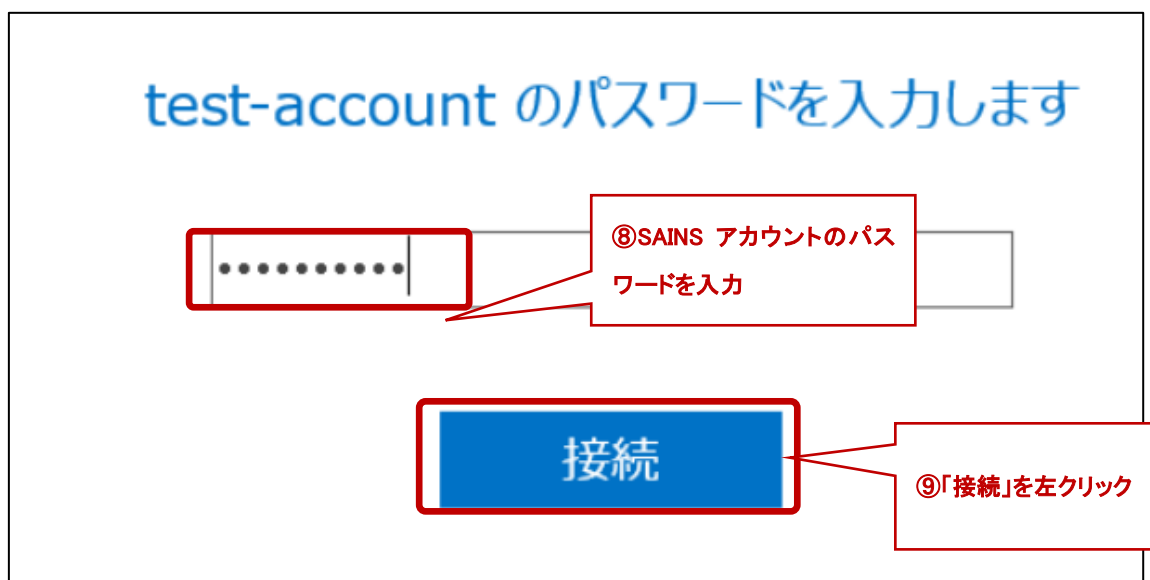 test-account のパスワードを入力します
⑧SAINS アカウントのパス
ワードを入力
••••••••••
接続
⑨「接続」を左クリック